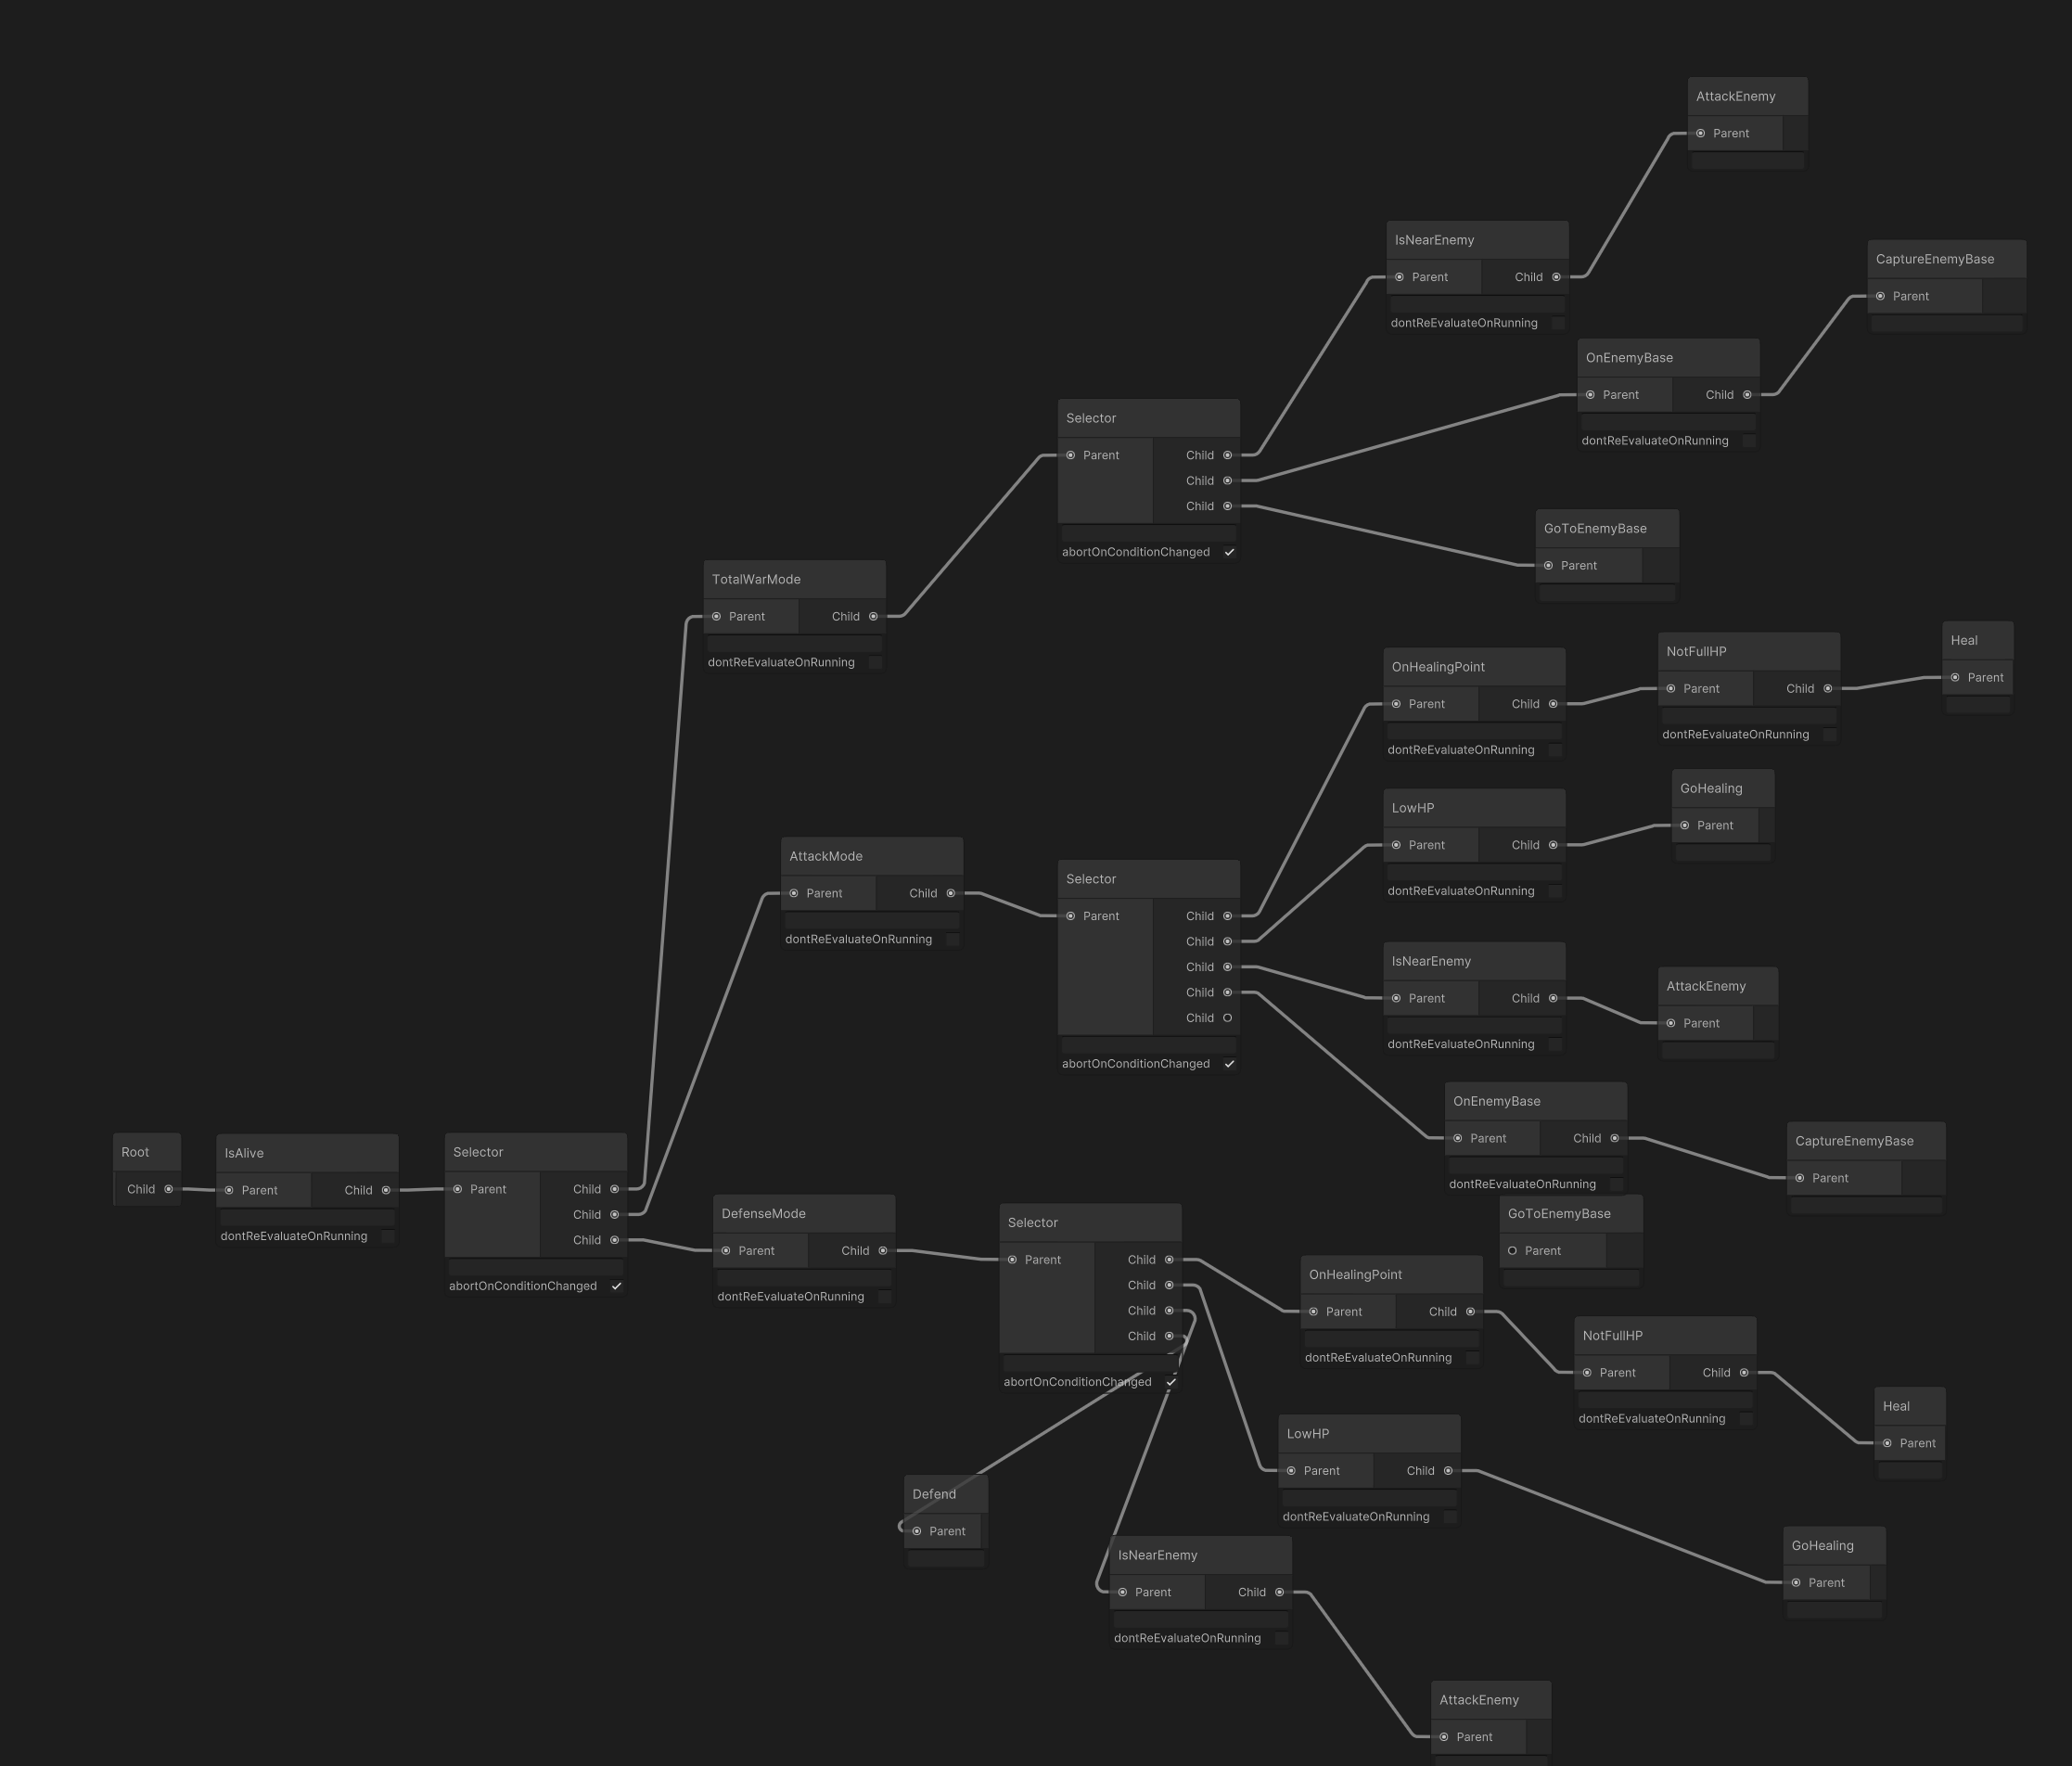 AttackEnemy
Parent
IsNearEnemy
Parent Child
dontReEvaluateOnRunning
CaptureEnemyBase
Parent
OnEnemyBase
Parent Child
dontReEvaluateOnRunning
Selector
Parent Child
Child
Child
abortOnConditionChanged
GoToEnemyBase
Parent
TotalWarMode
Parent Child
dontReEvaluateOnRunning
OnHealingPoint
Parent Child
dontReEvaluateOnRunning
NotFullHP
Parent Child
dontReEvaluateOnRunning
Heal
Parent
LowHP
Parent Child
dontReEvaluateOnRunning
GoHealing
Parent
AttackMode
Parent Child
dontReEvaluateOnRunning
Selector
Parent Child
Child
Child
Child
Child
abortOnConditionChanged
IsNearEnemy
Parent Child
dontReEvaluateOnRunning
AttackEnemy
Parent
OnEnemyBase
Parent Child
dontReEvaluateOnRunning
CaptureEnemyBase
Parent
Root
Child
IsAlive
Parent Child
dontReEvaluateOnRunning
Selector
Parent Child
Child
Child
abortOnConditionChanged
DefenseMode
Parent Child
dontReEvaluateOnRunning
Selector
Parent Child
Child
Child
Child
abortOnConditionChanged
GoToEnemyBase
Parent
OnHealingPoint
Parent Child
dontReEvaluateOnRunning
NotFullHP
Parent Child
dontReEvaluateOnRunning
Heal
Parent
LowHP
Parent Child
dontReEvaluateOnRunning
Defend
Parent
GoHealing
Parent
IsNearEnemy
Parent Child
dontReEvaluateOnRunning
AttackEnemy
Parent